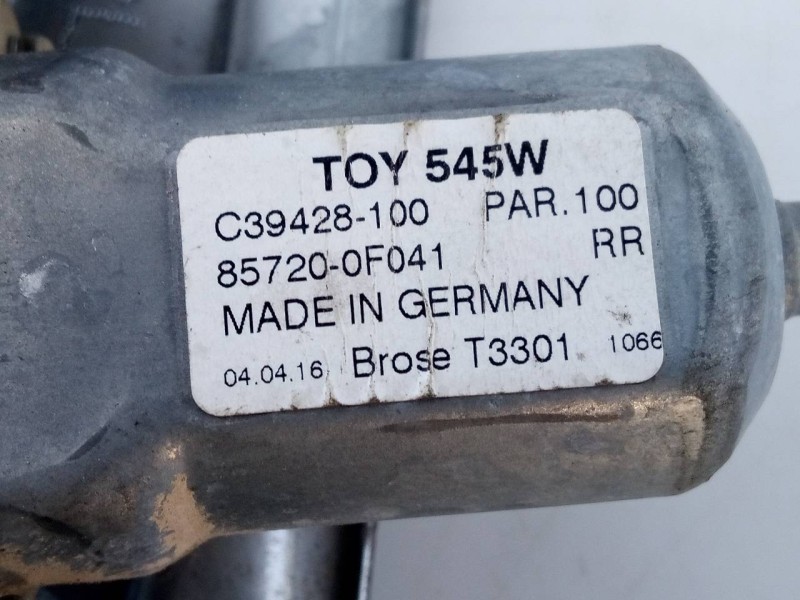 TOY 545W
C39428-100 PAR.100
85720-0F041 RR
MADE IN GERMANY
04.04.16 Brose T3301 1066